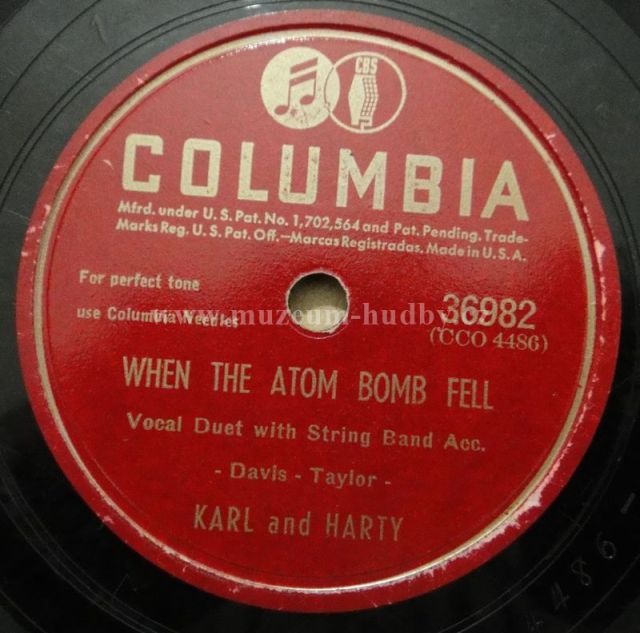 CBS
COLUMBIA
Mfrd. under U.S. Pat. No. 1,702,564 and Pat. Pending. Trade-
Marks Reg. U.S. Pat. Off.—Marcas Registradas. Made in U.S.A.
For perfect tone
use Columbia Needles
www.muzeum-hudby.cz
36982
(CCO 4486)
WHEN THE ATOM BOMB FELL
Vocal Duet with String Band Acc.
- Davis - Taylor -
KARL and HARTY
4486-